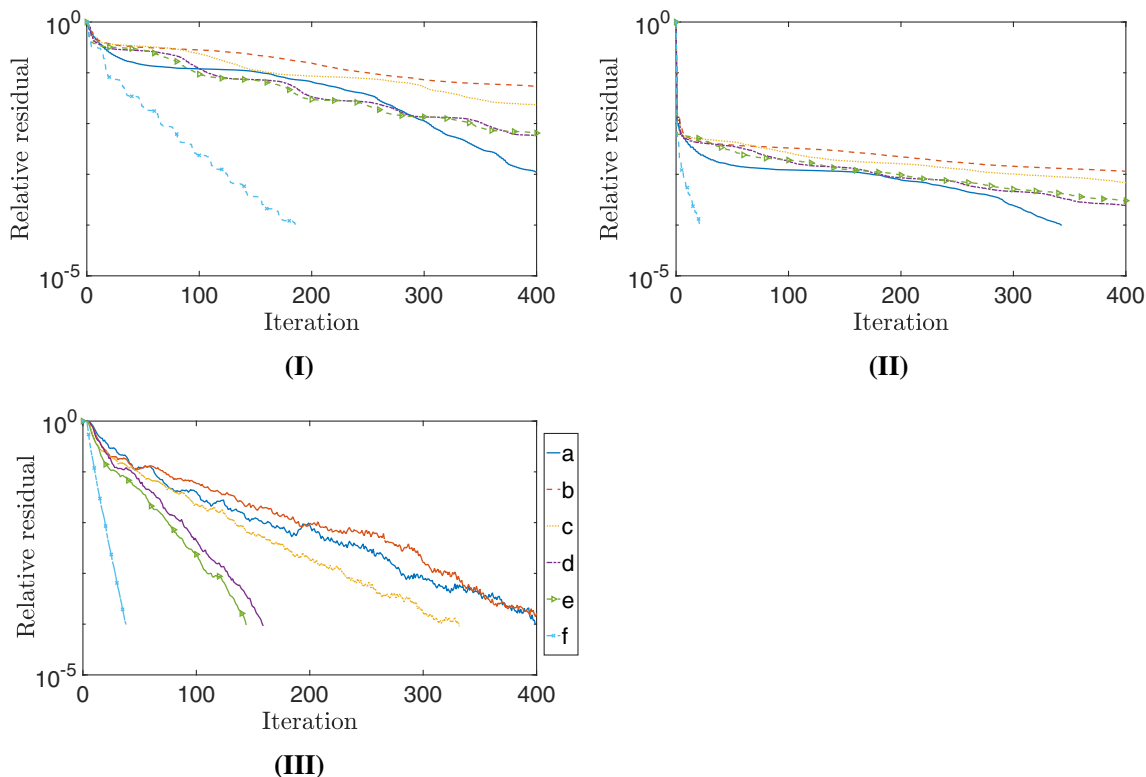 10^0
Relative residual
10^-5
0 100 200 300 400
Iteration
(I)
10^0
Relative residual
10^-5
0 100 200 300 400
Iteration
(II)
10^0
Relative residual
10^-5
0 100 200 300 400
Iteration
(III)
a
b
c
d
e
f